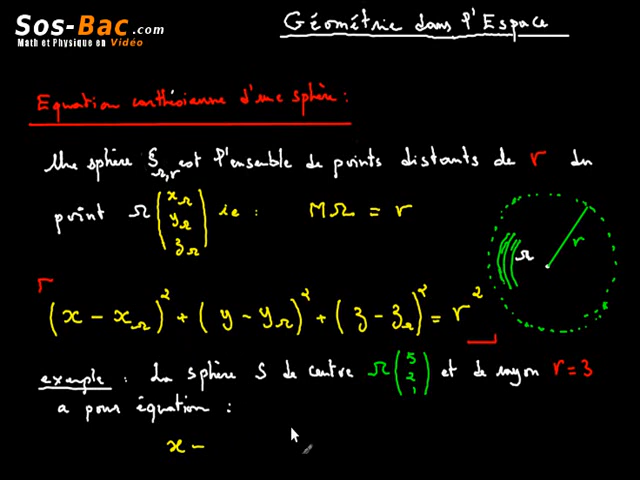 Sos-Bac.com
Math et Physique en Vidéo
Géométrie dans l'Espace
Equation carthésienne d'une sphère :
Une sphère S_Ω,r est l'ensemble de points distants de r du
point Ω (x_Ω y_Ω z_Ω) ie : MΩ = r
r
Ω
(x - x_Ω)² + (y - y_Ω)² + (z - z_Ω)² = r²
exemple : La sphère S de centre Ω (5 2 1) et de rayon r = 3
a pour équation :
x -